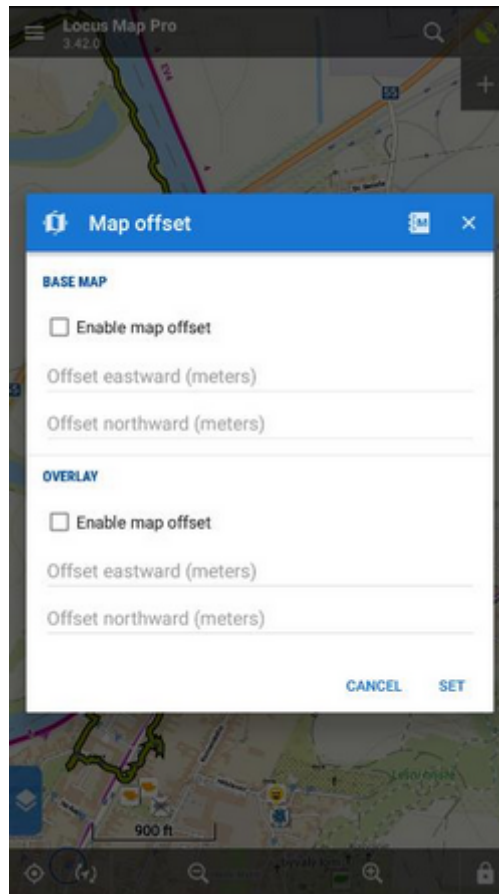 Locus Map Pro
3.42.0
EV4
55
Map offset
M
BASE MAP
Enable map offset
Offset eastward (meters)
Offset northward (meters)
OVERLAY
Enable map offset
Offset eastward (meters)
Offset northward (meters)
CANCEL
SET
900 ft